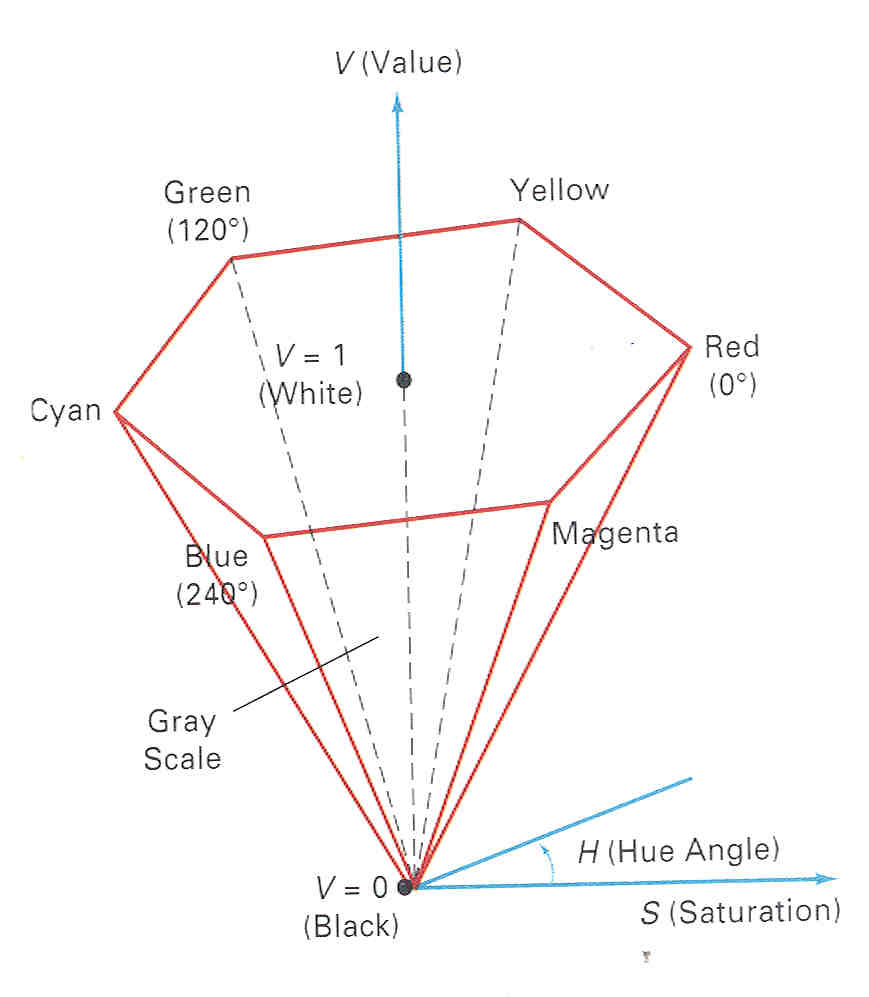 V (Value)
Green
(120°)
Yellow
V = 1
(White)
Red
(0°)
Cyan
Magenta
Blue
(240°)
Gray
Scale
H (Hue Angle)
V = 0
(Black)
S (Saturation)